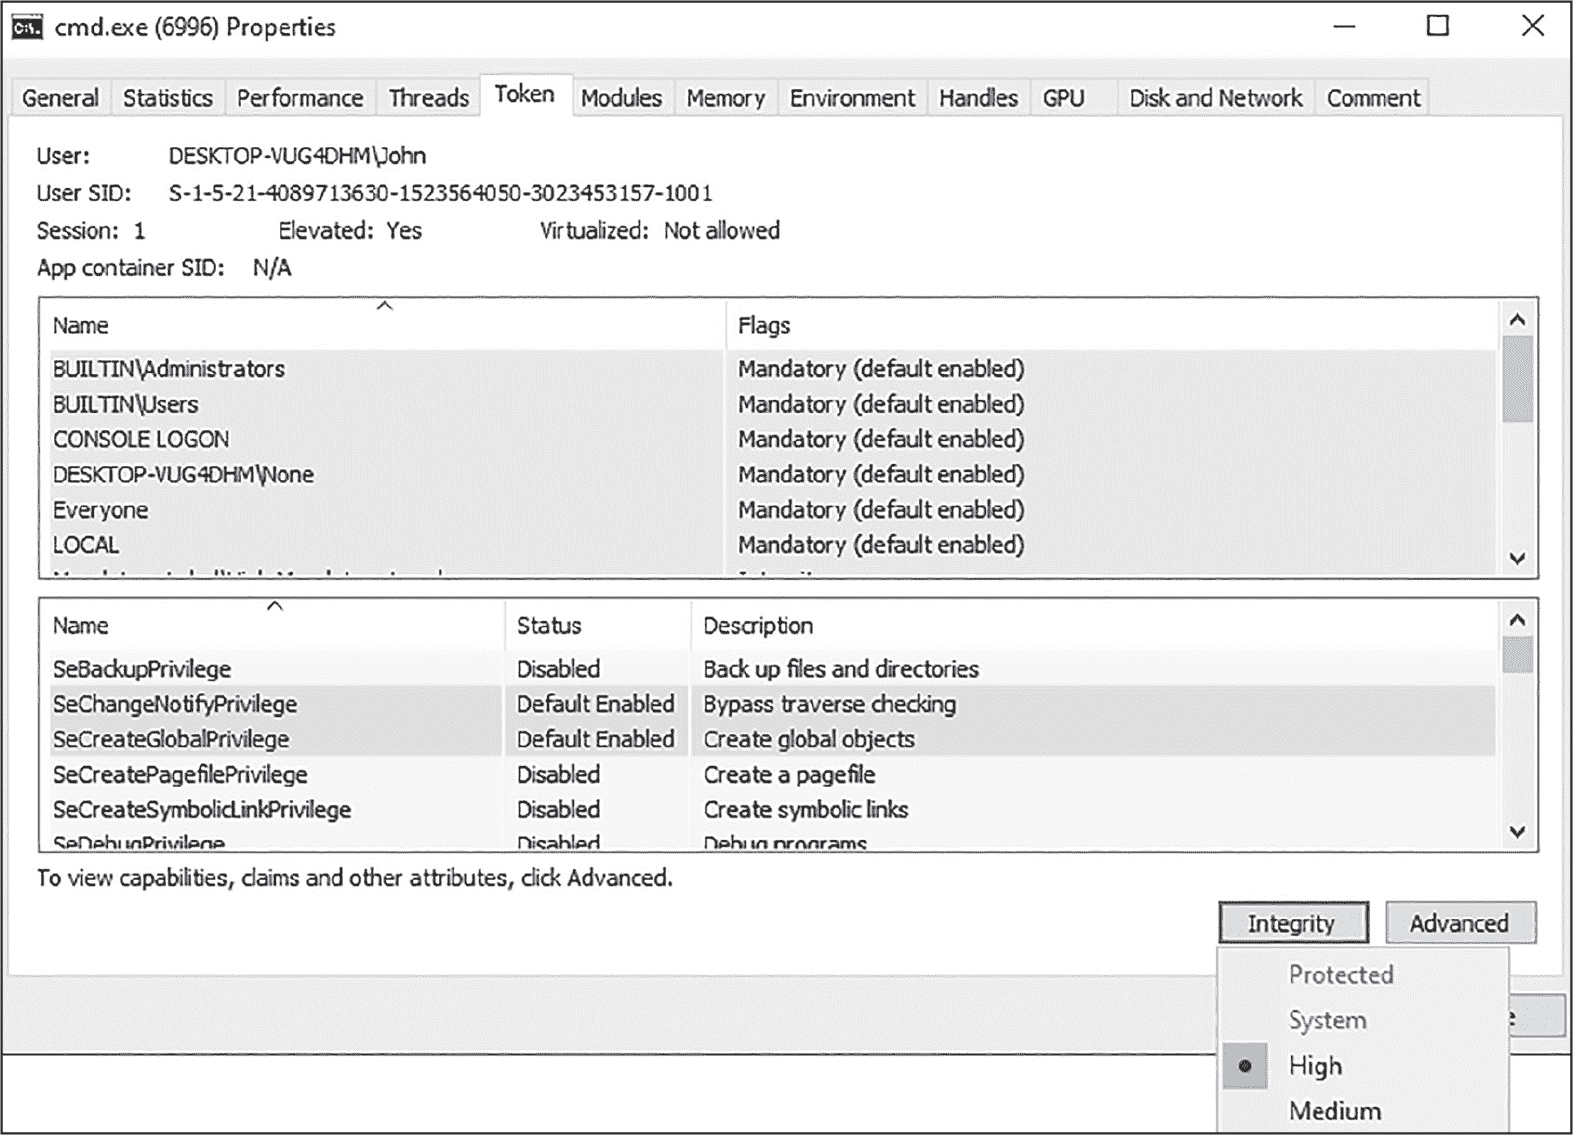 C:\. cmd.exe (6996) Properties
General Statistics Performance Threads Token Modules Memory Environment Handles GPU Disk and Network Comment
User: DESKTOP-VUG4DHM\John
User SID: S-1-5-21-4089713630-1523564050-3023453157-1001
Session: 1 Elevated: Yes Virtualized: Not allowed
App container SID: N/A
Name Flags
BUILTIN\Administrators Mandatory (default enabled)
BUILTIN\Users Mandatory (default enabled)
CONSOLE LOGON Mandatory (default enabled)
DESKTOP-VUG4DHM\None Mandatory (default enabled)
Everyone Mandatory (default enabled)
LOCAL Mandatory (default enabled)
Name Status Description
SeBackupPrivilege Disabled Back up files and directories
SeChangeNotifyPrivilege Default Enabled Bypass traverse checking
SeCreateGlobalPrivilege Default Enabled Create global objects
SeCreatePagefilePrivilege Disabled Create a pagefile
SeCreateSymbolicLinkPrivilege Disabled Create symbolic links
SeDebugPrivilege Disabled Debug programs
To view capabilities, claims and other attributes, click Advanced.
Integrity Advanced
Protected
System
High
Medium